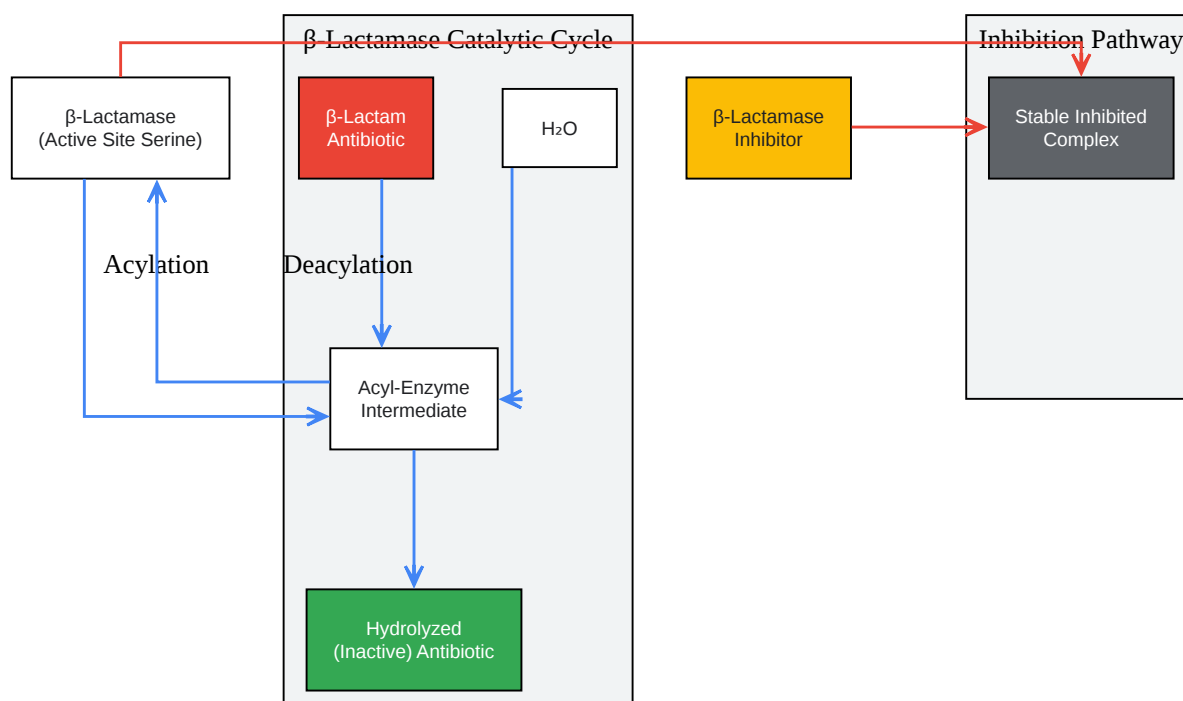 β-Lactamase Catalytic Cycle
Inhibition Pathway
β-Lactamase
(Active Site Serine)
β-Lactam
Antibiotic
H₂O
β-Lactamase
Inhibitor
Stable Inhibited
Complex
Acylation
Deacylation
Acyl-Enzyme
Intermediate
Hydrolyzed
(Inactive) Antibiotic